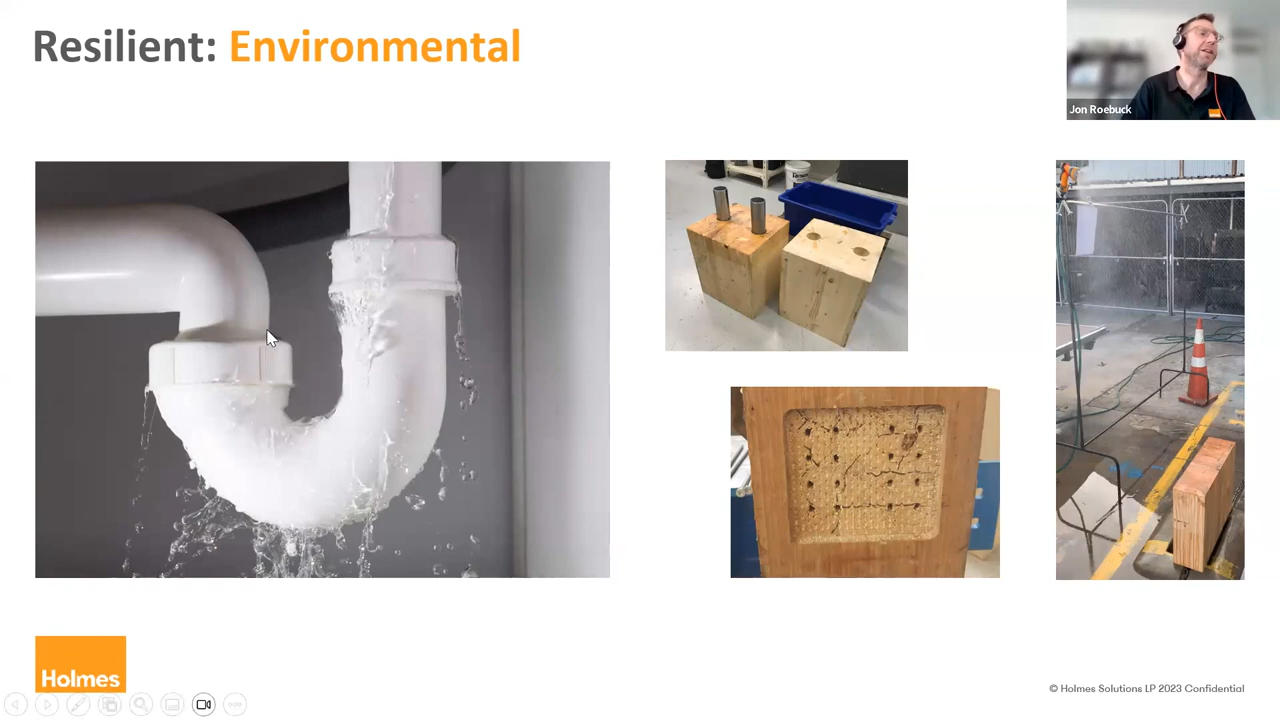 Resilient: Environmental
Jon Roebuck
Holmes
© Holmes Solutions LP 2023 Confidential